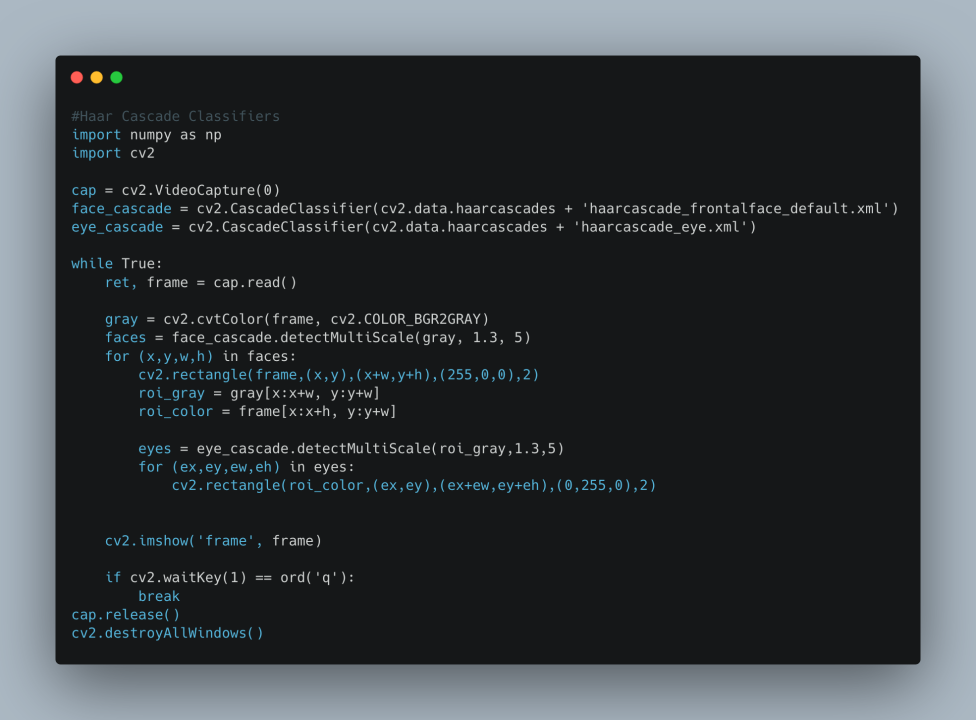 #Haar Cascade Classifiers
import numpy as np
import cv2

cap = cv2.VideoCapture(0)
face_cascade = cv2.CascadeClassifier(cv2.data.haarcascades + 'haarcascade_frontalface_default.xml')
eye_cascade = cv2.CascadeClassifier(cv2.data.haarcascades + 'haarcascade_eye.xml')

while True:
    ret, frame = cap.read()

    gray = cv2.cvtColor(frame, cv2.COLOR_BGR2GRAY)
    faces = face_cascade.detectMultiScale(gray, 1.3, 5)
    for (x,y,w,h) in faces:
        cv2.rectangle(frame,(x,y),(x+w,y+h),(255,0,0),2)
        roi_gray = gray[x:x+w, y:y+w]
        roi_color = frame[x:x+h, y:y+w]

        eyes = eye_cascade.detectMultiScale(roi_gray,1.3,5)
        for (ex,ey,ew,eh) in eyes:
            cv2.rectangle(roi_color,(ex,ey),(ex+ew,ey+eh),(0,255,0),2)


    cv2.imshow('frame', frame)

    if cv2.waitKey(1) == ord('q'):
        break
cap.release()
cv2.destroyAllWindows()